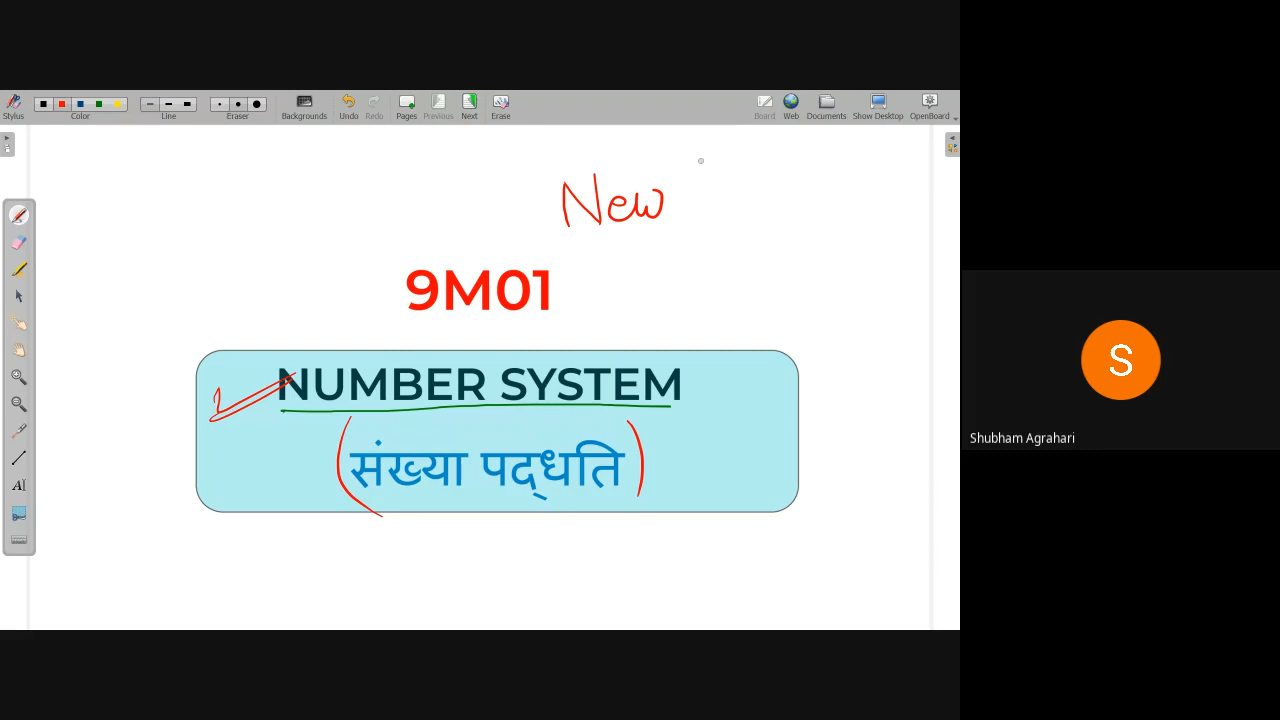 Stylus Color Line Eraser Backgrounds Undo Redo Pages Previous Next Erase Board Web Documents Show Desktop OpenBoard
New
9M01
NUMBER SYSTEM
(संख्या पद्धति)
S
Shubham Agrahari